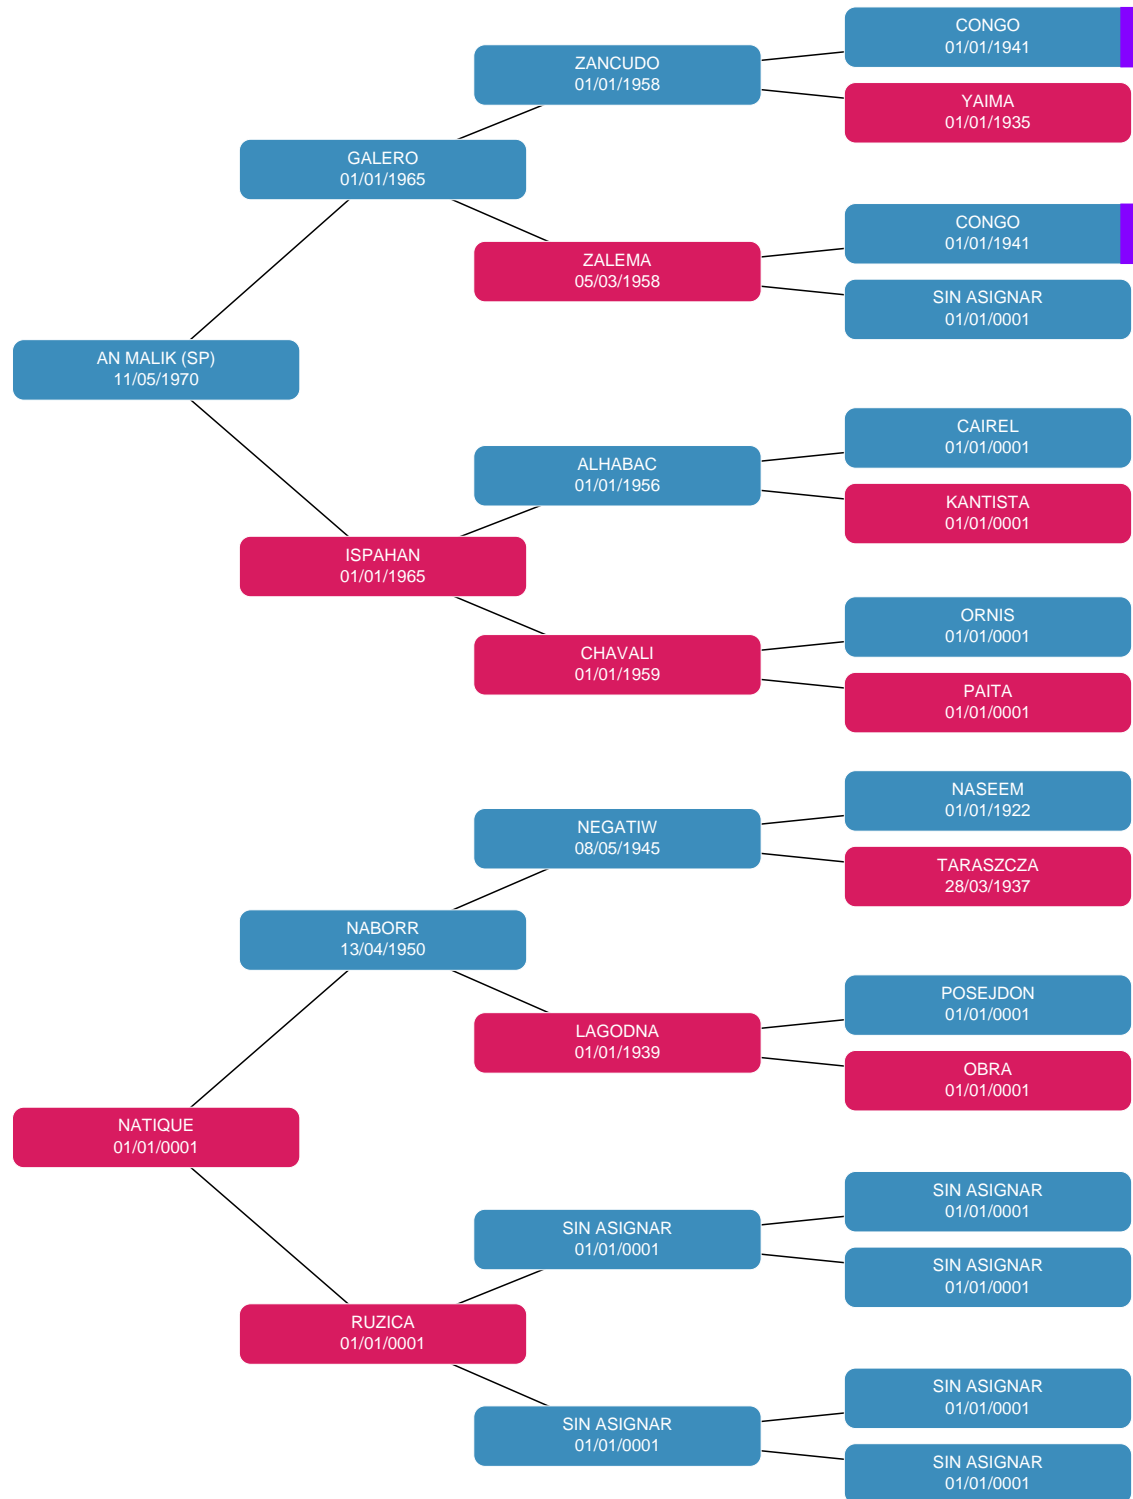 CONGO
01/01/1941
ZANCUDO
01/01/1958
YAIMA
01/01/1935
GALERO
01/01/1965
CONGO
01/01/1941
ZALEMA
05/03/1958
SIN ASIGNAR
01/01/0001
AN MALIK (SP)
11/05/1970
CAIREL
01/01/0001
ALHABAC
01/01/1956
KANTISTA
01/01/0001
ISPAHAN
01/01/1965
ORNIS
01/01/0001
CHAVALI
01/01/1959
PAITA
01/01/0001
NASEEM
01/01/1922
NEGATIW
08/05/1945
TARASZCZA
28/03/1937
NABORR
13/04/1950
POSEJDON
01/01/0001
LAGODNA
01/01/1939
OBRA
01/01/0001
NATIQUE
01/01/0001
SIN ASIGNAR
01/01/0001
SIN ASIGNAR
01/01/0001
SIN ASIGNAR
01/01/0001
RUZICA
01/01/0001
SIN ASIGNAR
01/01/0001
SIN ASIGNAR
01/01/0001
SIN ASIGNAR
01/01/0001